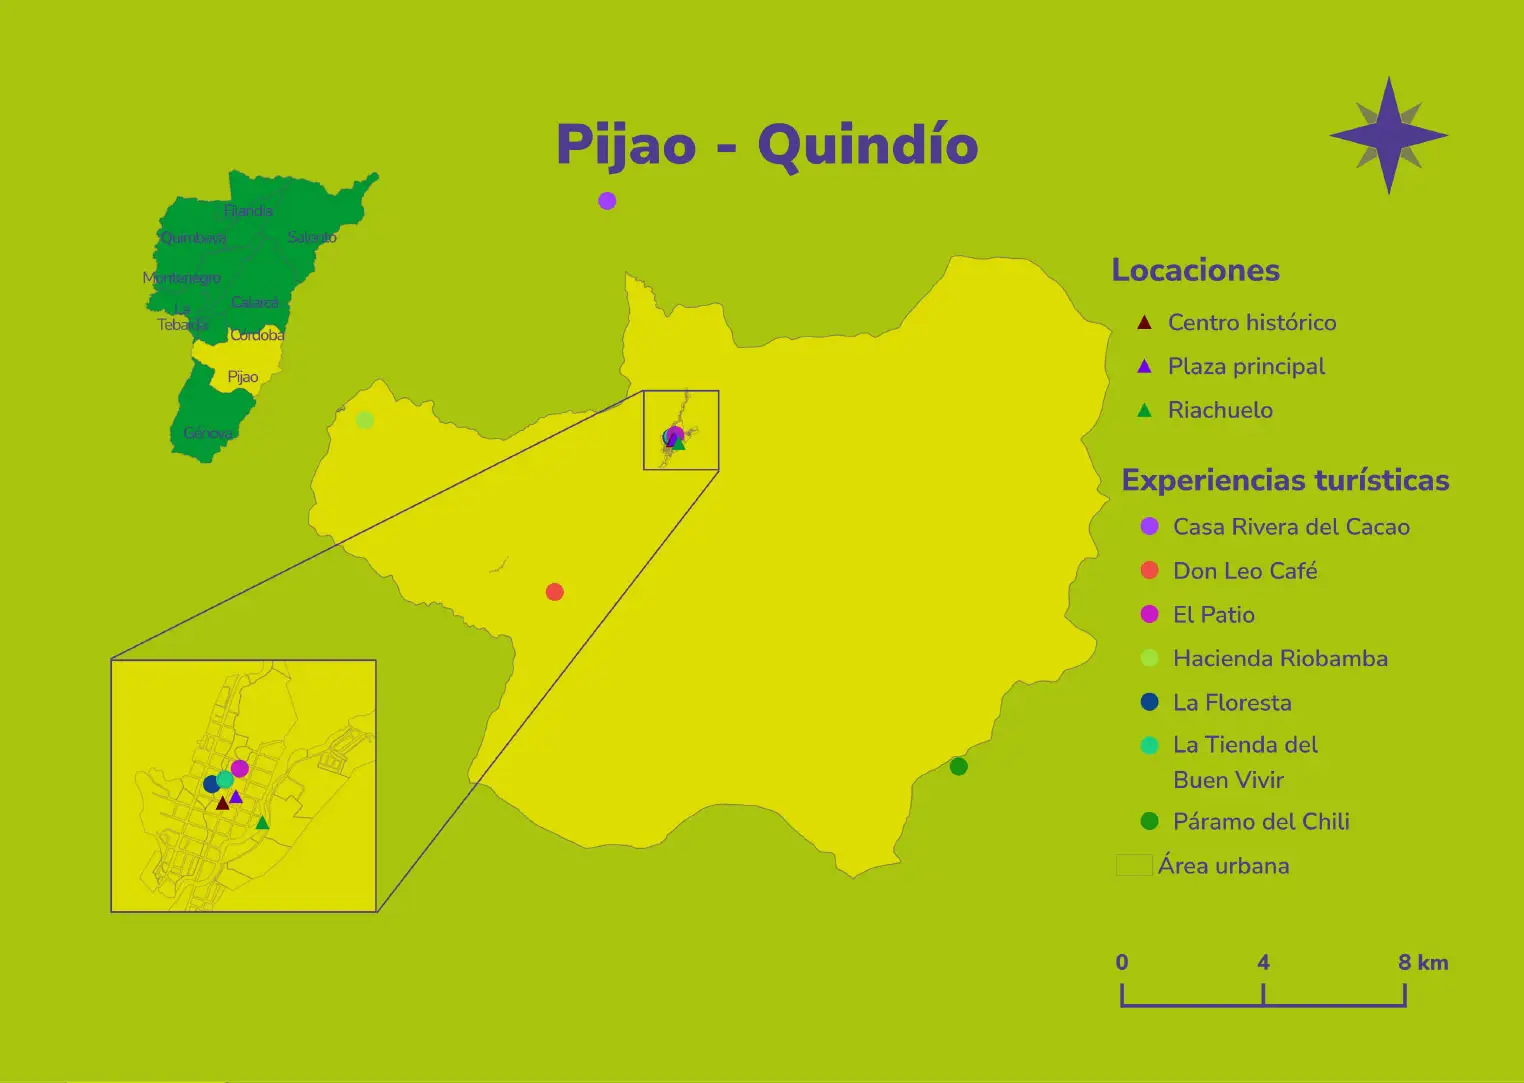 Pijao - Quindío
Filandia
Quimbaya
Salento
Montenegro
Calarcá
La
Tebaida
Córdoba
Pijao
Génova
Locaciones
Centro histórico
Plaza principal
Riachuelo
Experiencias turísticas
Casa Rivera del Cacao
Don Leo Café
El Patio
Hacienda Riobamba
La Floresta
La Tienda del
Buen Vivir
Páramo del Chili
Área urbana
0 4 8 km